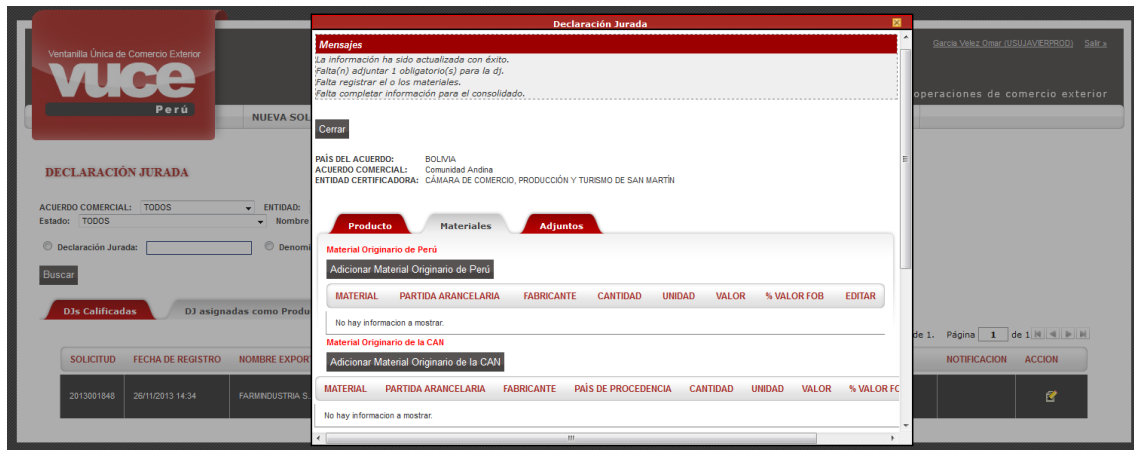 Declaración Jurada
Mensajes
La información ha sido actualizada con éxito.
Falta(n) adjuntar 1 obligatorio(s) para la dj.
Falta registrar el o los materiales.
Falta completar información para el consolidado.
Cerrar
PAÍS DEL ACUERDO: BOLIVIA
ACUERDO COMERCIAL: Comunidad Andina
ENTIDAD CERTIFICADORA: CÁMARA DE COMERCIO, PRODUCCIÓN Y TURISMO DE SAN MARTÍN
Producto Materiales Adjuntos
Material Originario de Perú
Adicionar Material Originario de Perú
MATERIAL PARTIDA ARANCELARIA FABRICANTE CANTIDAD UNIDAD VALOR % VALOR FOB EDITAR
No hay informacion a mostrar.
Material Originario de la CAN
Adicionar Material Originario de la CAN
MATERIAL PARTIDA ARANCELARIA FABRICANTE PAÍS DE PROCEDENCIA CANTIDAD UNIDAD VALOR % VALOR FO
No hay informacion a mostrar.
Ventanilla Única de Comercio Exterior
vuce
Perú
Garcia Velez Omar (USUJAVIERPROD) Salir »
operaciones de comercio exterior
NUEVA SOL
DECLARACIÓN JURADA
ACUERDO COMERCIAL: TODOS ENTIDAD:
Estado: TODOS Nombre
Declaración Jurada: Denomi
Buscar
DJs Calificadas DJ asignadas como Produ
de 1. Página 1 de 1
SOLICITUD FECHA DE REGISTRO NOMBRE EXPOR NOTIFICACION ACCION
2013001848 26/11/2013 14:34 FARMINDUSTRIA S.